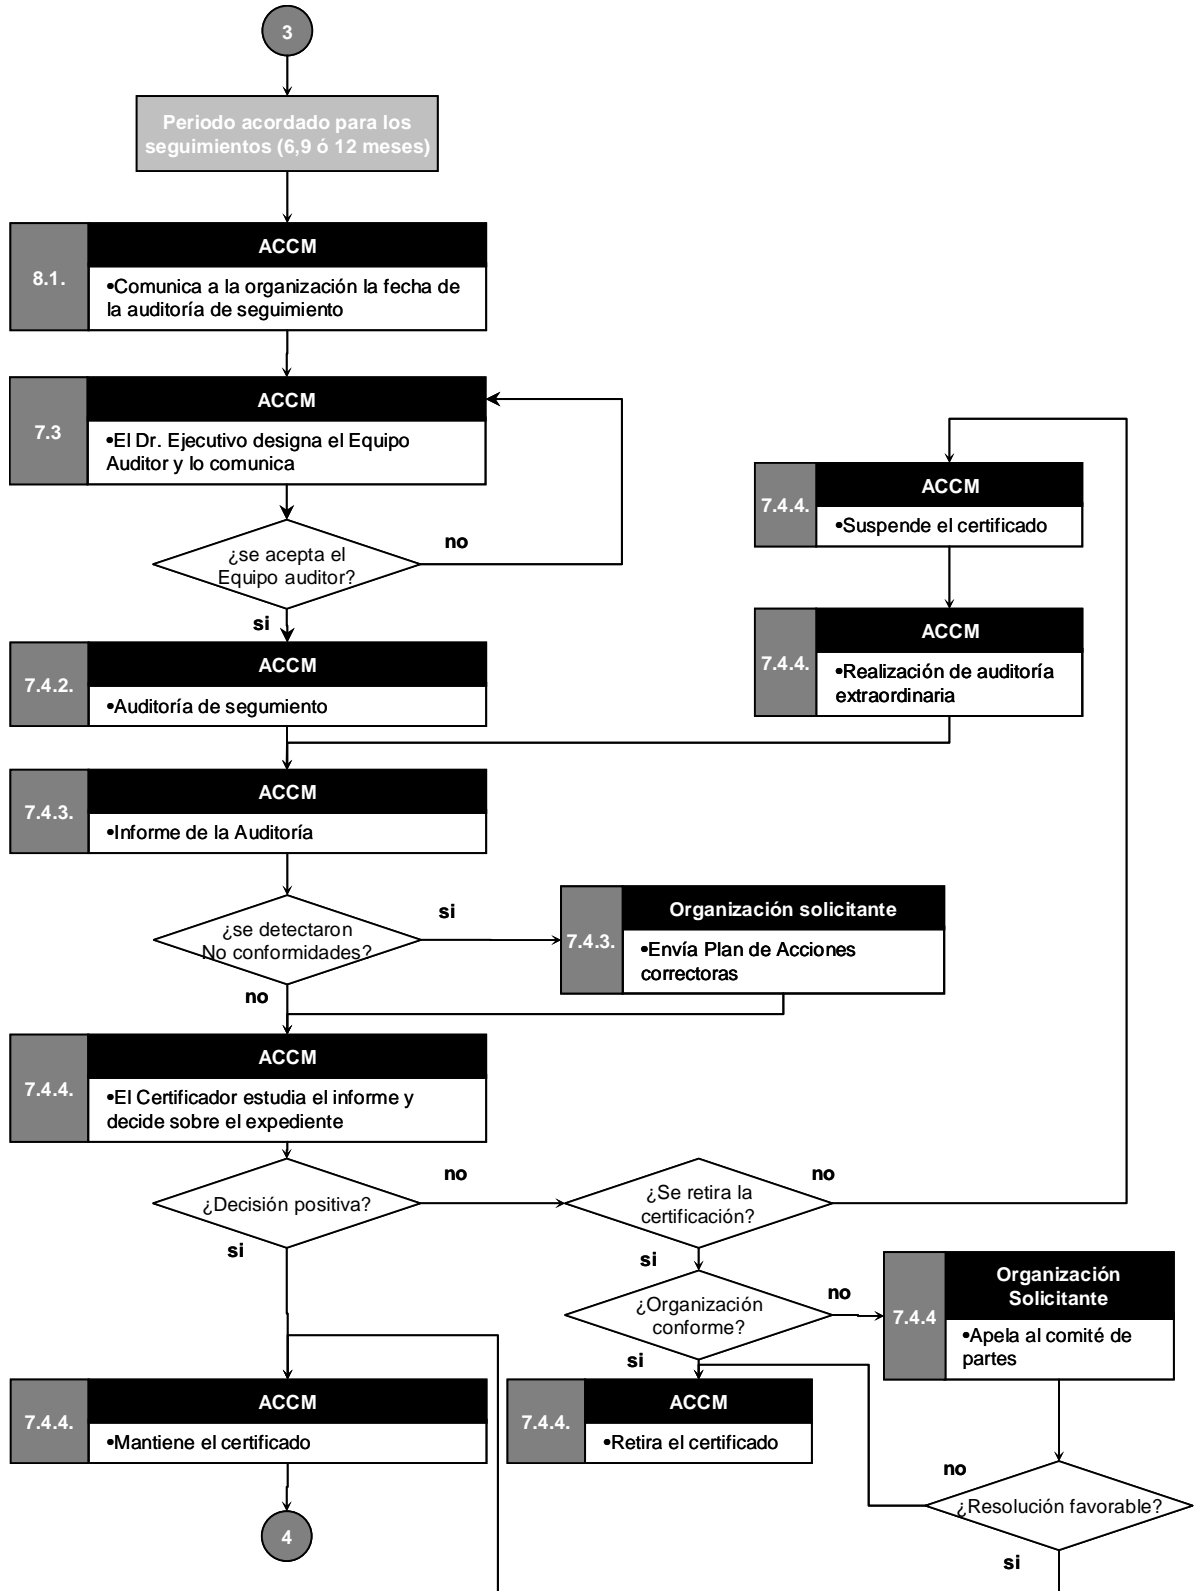 3
Periodo acordado para los
seguimientos (6,9 ó 12 meses)
8.1.
ACCM
•Comunica a la organización la fecha de
la auditoría de seguimiento
7.3
ACCM
•El Dr. Ejecutivo designa el Equipo
Auditor y lo comunica
¿se acepta el
Equipo auditor?
no
si
7.4.4.
ACCM
•Suspende el certificado
7.4.4.
ACCM
•Realización de auditoría
extraordinaria
7.4.2.
ACCM
•Auditoría de segumiento
7.4.3.
ACCM
•Informe de la Auditoría
¿se detectaron
No conformidades?
si
no
7.4.3.
Organización solicitante
•Envía Plan de Acciones
correctoras
7.4.4.
ACCM
•El Certificador estudia el informe y
decide sobre el expediente
¿Decisión positiva?
no
si
¿Se retira la
certificación?
no
si
¿Organización
conforme?
no
si
7.4.4
Organización
Solicitante
•Apela al comité de
partes
7.4.4.
ACCM
•Mantiene el certificado
7.4.4.
ACCM
•Retira el certificado
no
¿Resolución favorable?
si
4